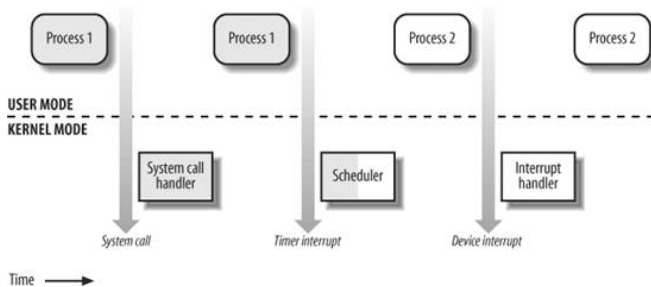 Process 1
Process 1
Process 2
Process 2
USER MODE
KERNEL MODE
System call
handler
Scheduler
Interrupt
handler
System call
Timer interrupt
Device interrupt
Time